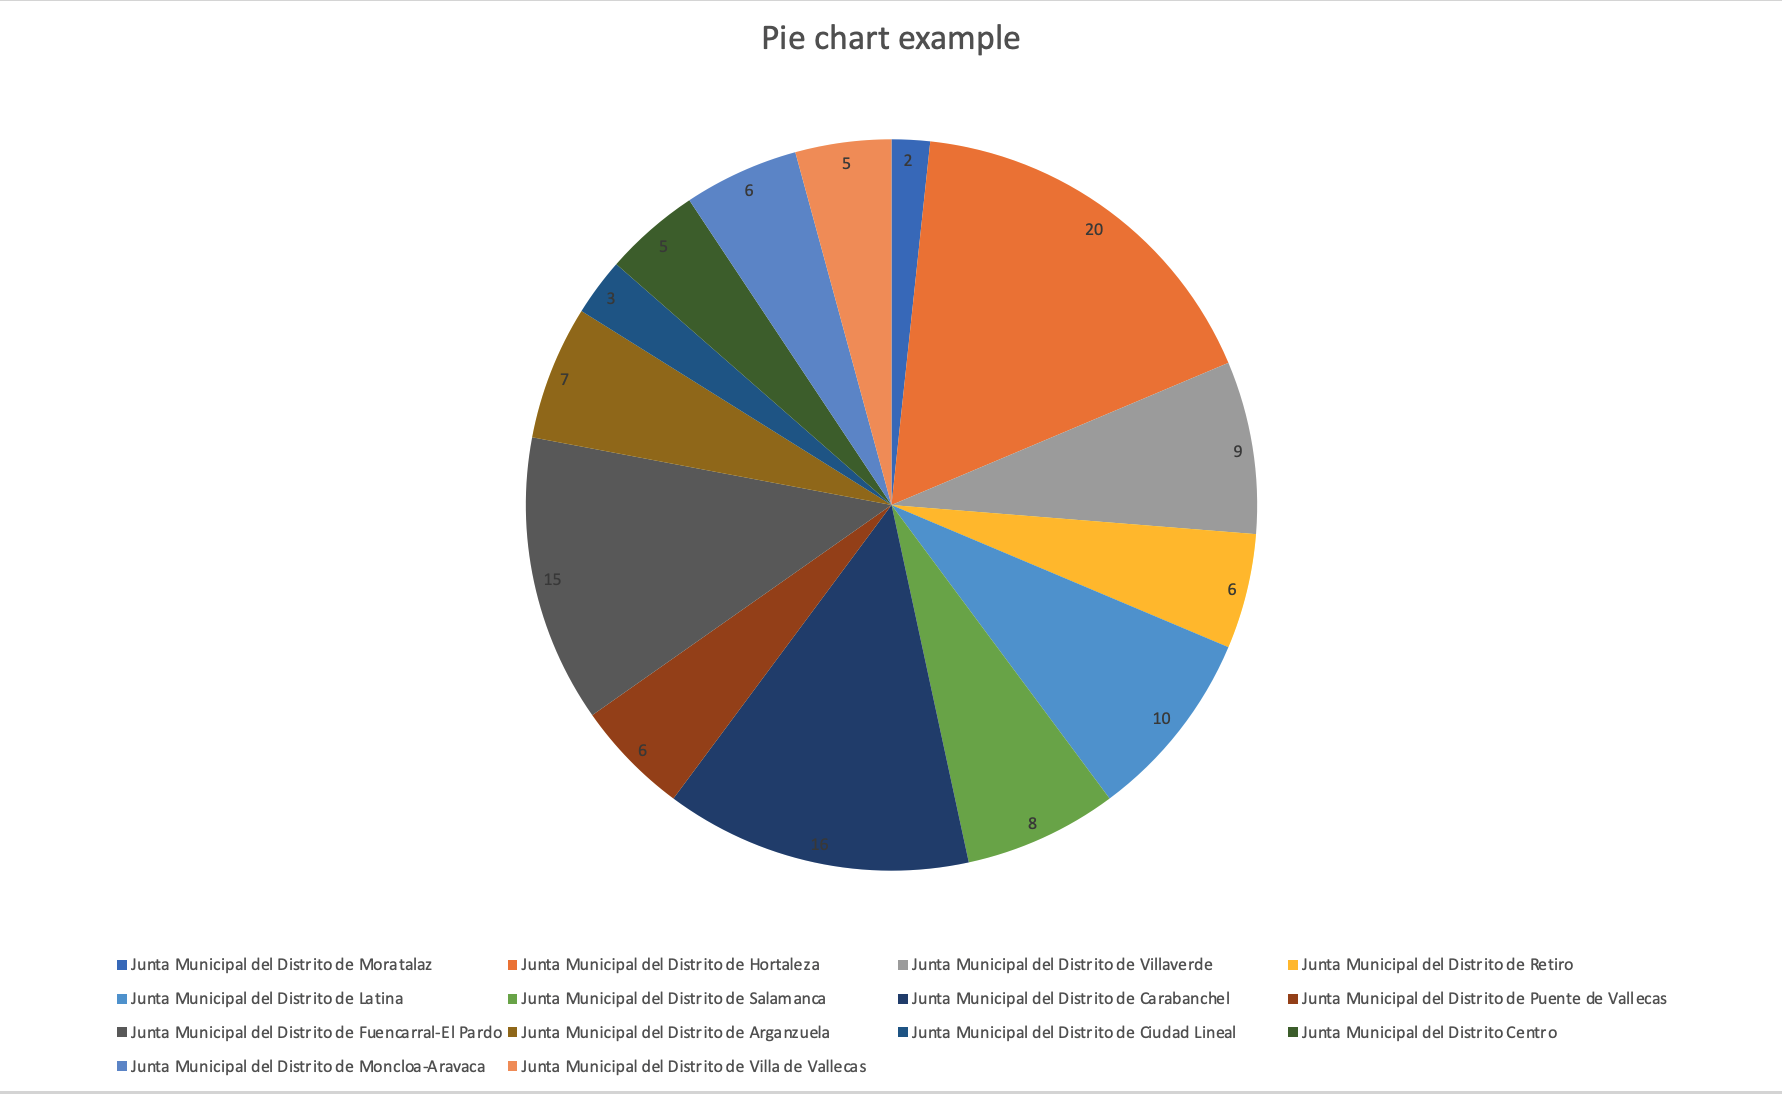 Pie chart example
2
20
9
6
10
8
16
6
15
7
3
5
6
5
Junta Municipal del Distrito de Moratalaz
Junta Municipal del Distrito de Hortaleza
Junta Municipal del Distrito de Villaverde
Junta Municipal del Distrito de Retiro
Junta Municipal del Distrito de Latina
Junta Municipal del Distrito de Salamanca
Junta Municipal del Distrito de Carabanchel
Junta Municipal del Distrito de Puente de Vallecas
Junta Municipal del Distrito de Fuencarral-El Pardo
Junta Municipal del Distrito de Arganzuela
Junta Municipal del Distrito de Ciudad Lineal
Junta Municipal del Distrito Centro
Junta Municipal del Distrito de Moncloa-Aravaca
Junta Municipal del Distrito de Villa de Vallecas